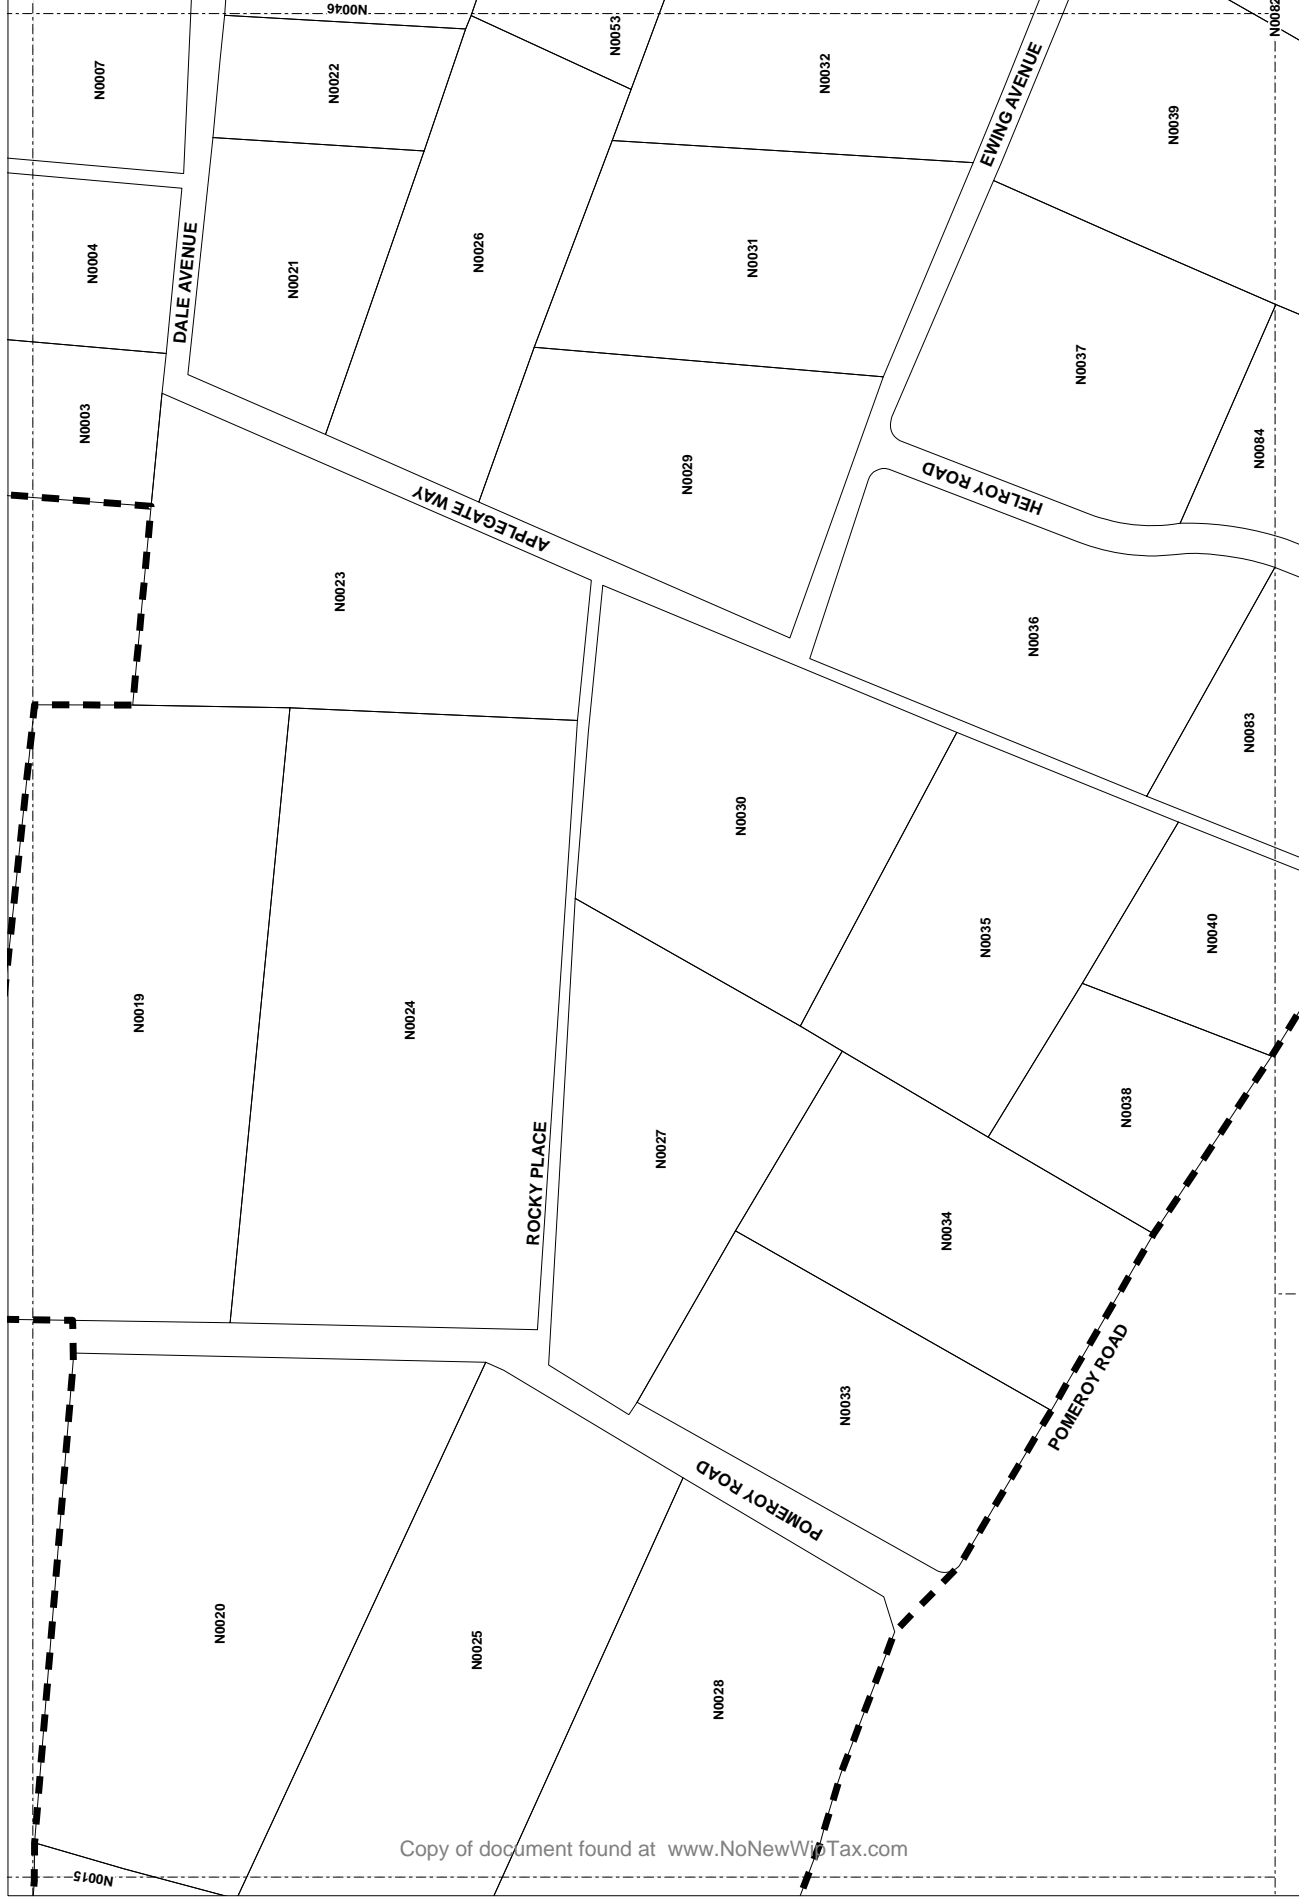 N0046
N0082
N0007
N0022
N0053
N0032
N0039
EWING AVENUE
N0004
DALE AVENUE
N0021
N0026
N0031
N0037
N0003
N0029
HELROY ROAD
N0084
APPLEGATE WAY
N0023
N0036
N0083
N0030
N0035
N0040
N0019
N0024
N0038
ROCKY PLACE
N0027
N0034
N0033
POMEROY ROAD
POMEROY ROAD
N0020
N0025
N0028
N0015
Copy of document found at www.NoNewWipTax.com